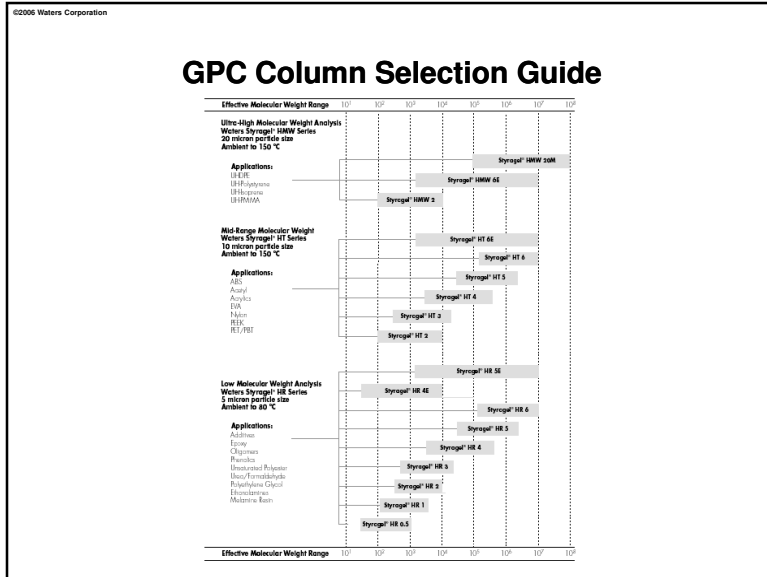 ©2006 Waters Corporation
GPC Column Selection Guide
Effective Molecular Weight Range 10¹ 10² 10³ 10⁴ 10⁵ 10⁶ 10⁷ 10⁸
Ultra-High Molecular Weight Analysis
Waters Styragel® HMW Series
20 micron particle size
Ambient to 150 °C
Styragel® HMW 20M
Applications:
UHDPE
Styragel® HMW 6E
UH-Polystyrene
UH-Isoprene
UH-PMMA
Styragel® HMW 2
Mid-Range Molecular Weight
Waters Styragel® HT Series
10 micron particle size
Ambient to 150 °C
Styragel® HT 6E
Styragel® HT 6
Applications:
ABS
Styragel® HT 5
Acetyl
Acrylics
Styragel® HT 4
EVA
Nylon
Styragel® HT 3
PEEK
PET/PBT
Styragel® HT 2
Styragel® HR 5E
Low Molecular Weight Analysis
Waters Styragel® HR Series
Styragel® HR 4E
5 micron particle size
Ambient to 80 °C
Styragel® HR 6
Applications:
Styragel® HR 5
Additives
Epoxy
Styragel® HR 4
Oligomers
Phenolics
Styragel® HR 3
Unsaturated Polyester
Urea/Formaldehyde
Styragel® HR 2
Polyethylene Glycol
Ethanolamines
Styragel® HR 1
Melamine Resin
Styragel® HR 0.5
Effective Molecular Weight Range 10¹ 10² 10³ 10⁴ 10⁵ 10⁶ 10⁷ 10⁸